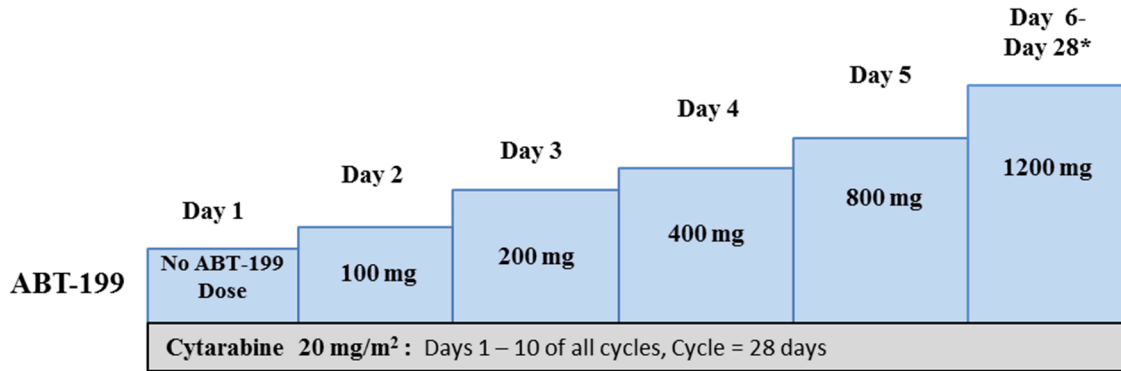 Day 6-
Day 28*
Day 5
Day 4
Day 3
Day 2
Day 1
1200 mg
800 mg
400 mg
200 mg
100 mg
No ABT-199
Dose
ABT-199
Cytarabine 20 mg/m² : Days 1 – 10 of all cycles, Cycle = 28 days